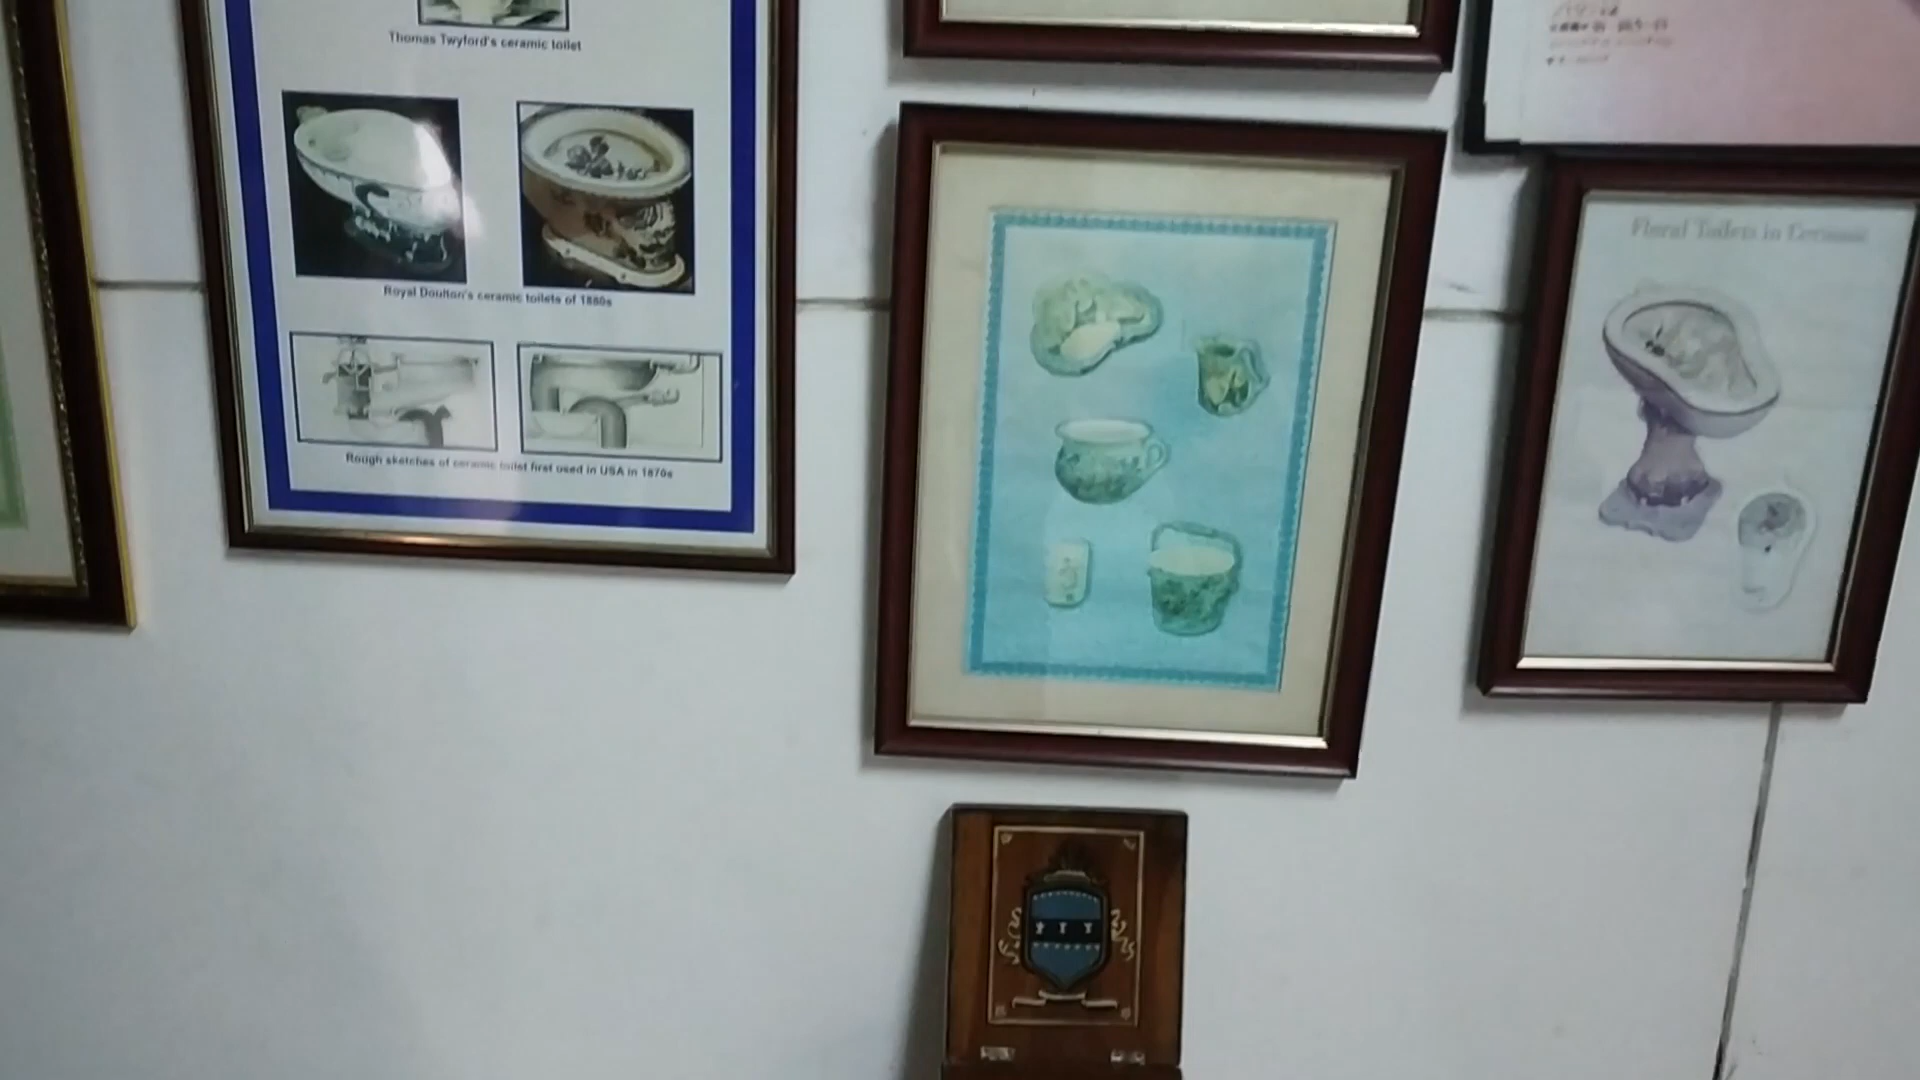 Thomas Twyford's ceramic toilet
Royal Doulton's ceramic toilets of 1880s
Rough sketches of ceramic toilet first used in USA in 1870s
Floral Toilets in Ceramic